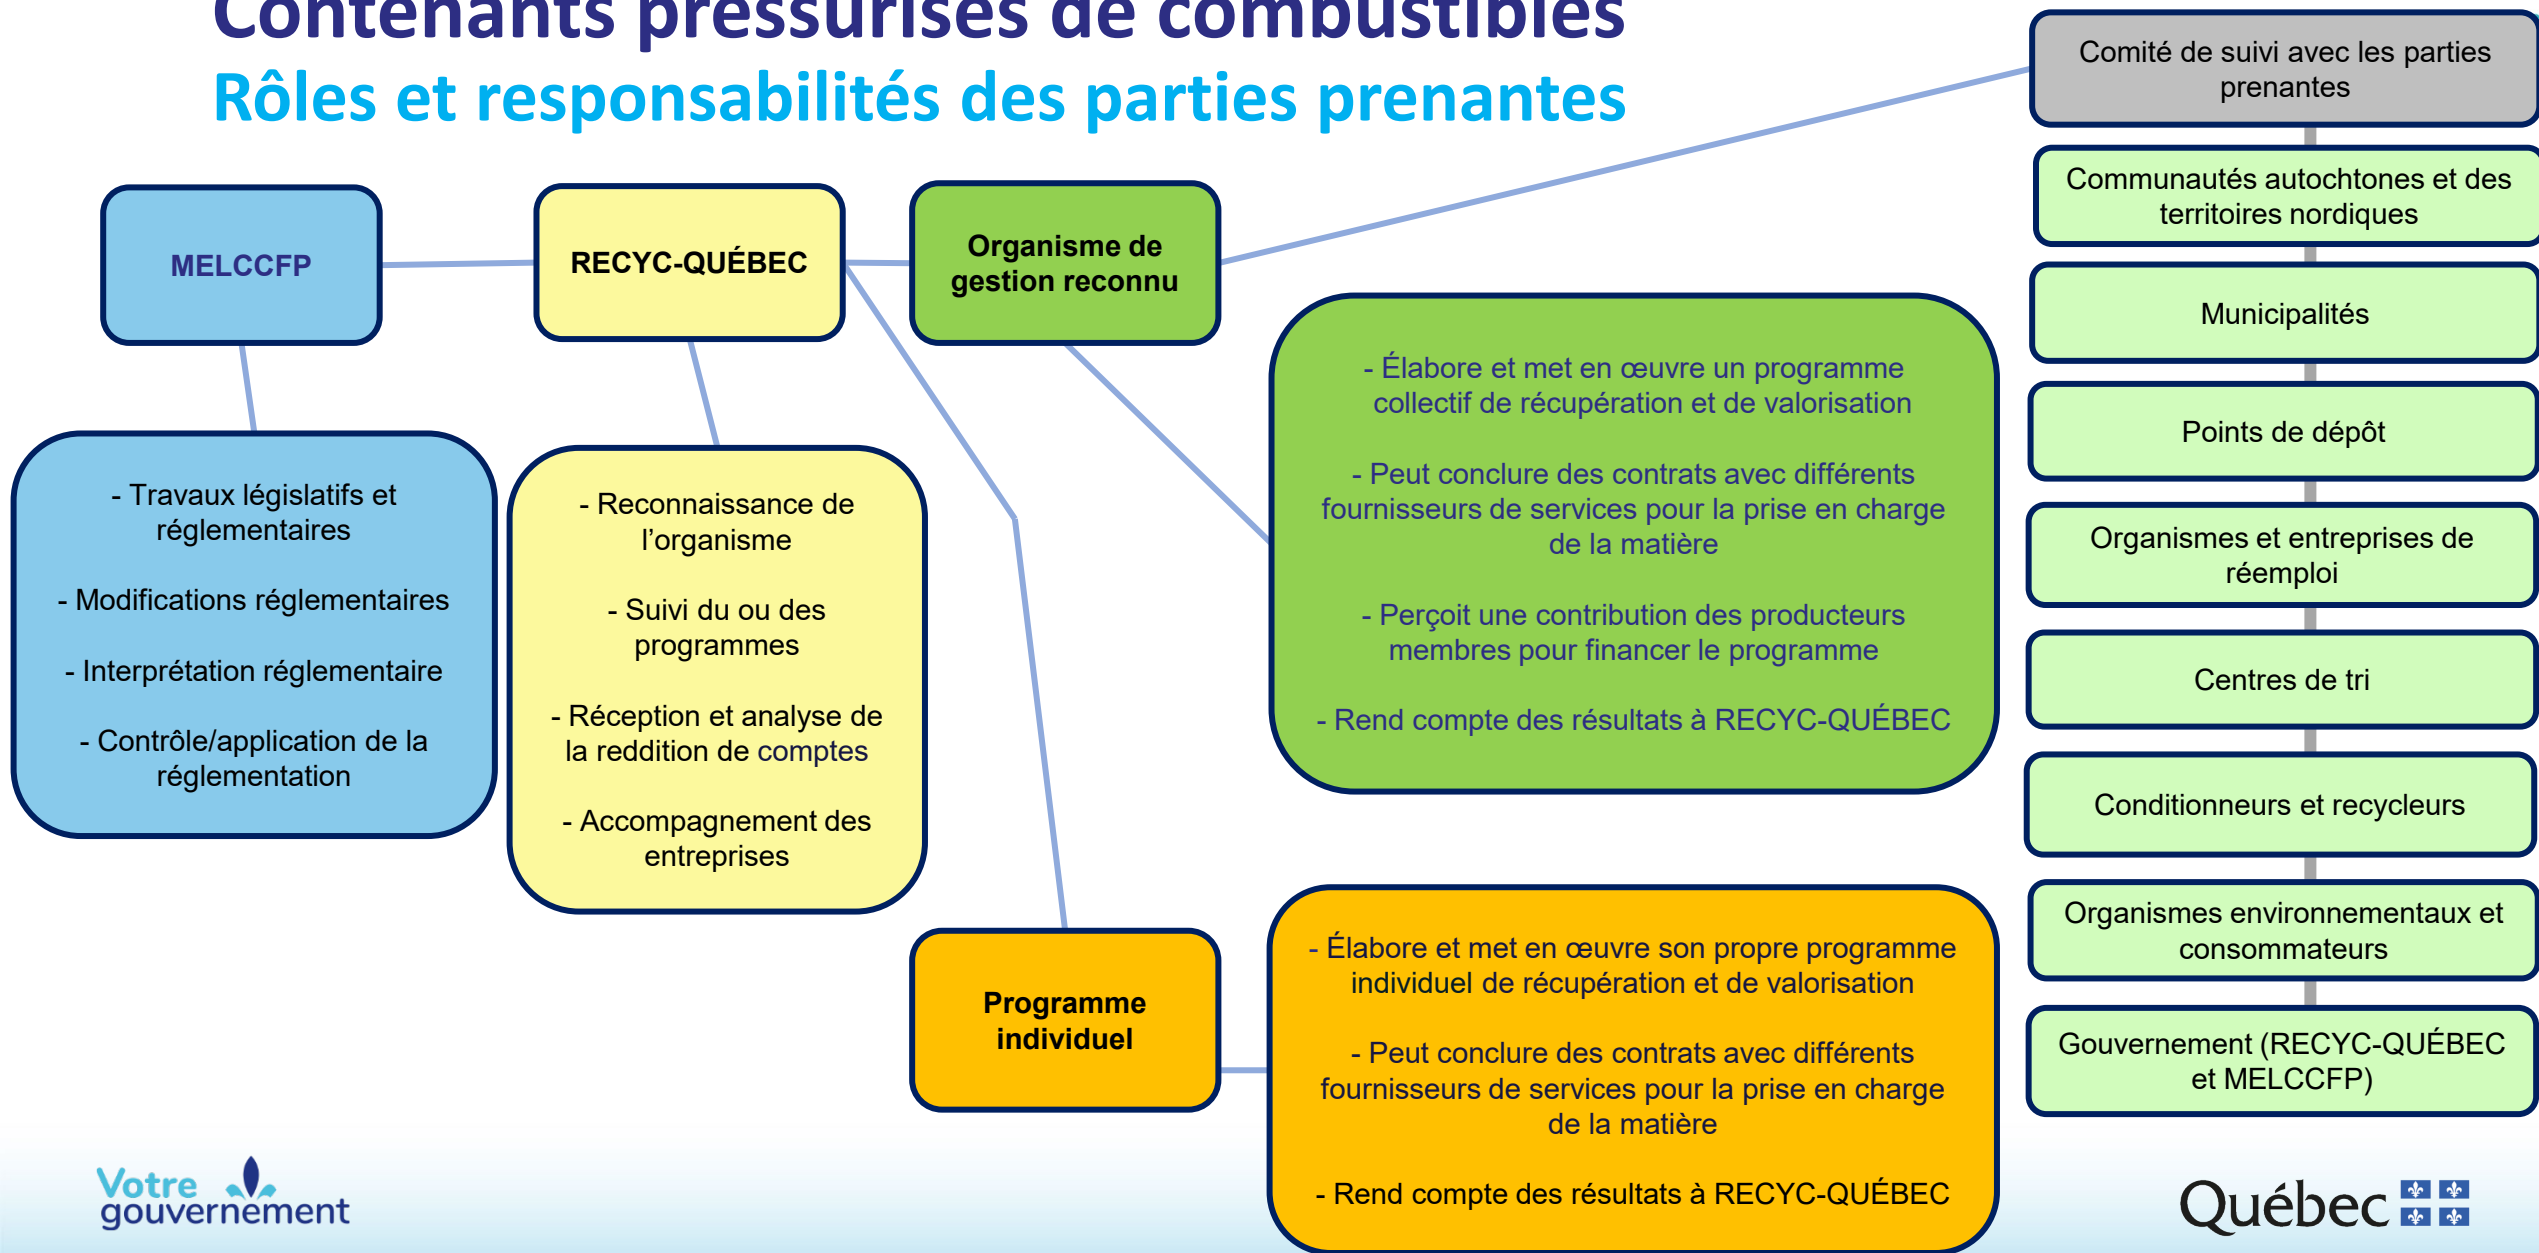 Contenants pressurisés de combustibles
Rôles et responsabilités des parties prenantes
MELCCFP
- Travaux législatifs et
réglementaires
- Modifications réglementaires
- Interprétation réglementaire
- Contrôle/application de la
réglementation
RECYC-QUÉBEC
- Reconnaissance de
l’organisme
- Suivi du ou des
programmes
- Réception et analyse de
la reddition de comptes
- Accompagnement des
entreprises
Organisme de
gestion reconnu
- Élabore et met en œuvre un programme
collectif de récupération et de valorisation
- Peut conclure des contrats avec différents
fournisseurs de services pour la prise en charge
de la matière
- Perçoit une contribution des producteurs
membres pour financer le programme
- Rend compte des résultats à RECYC-QUÉBEC
Programme
individuel
- Élabore et met en œuvre son propre programme
individuel de récupération et de valorisation
- Peut conclure des contrats avec différents
fournisseurs de services pour la prise en charge
de la matière
- Rend compte des résultats à RECYC-QUÉBEC
Comité de suivi avec les parties
prenantes
Communautés autochtones et des
territoires nordiques
Municipalités
Points de dépôt
Organismes et entreprises de
réemploi
Centres de tri
Conditionneurs et recycleurs
Organismes environnementaux et
consommateurs
Gouvernement (RECYC-QUÉBEC
et MELCCFP)
Votre
gouvernement
Québec